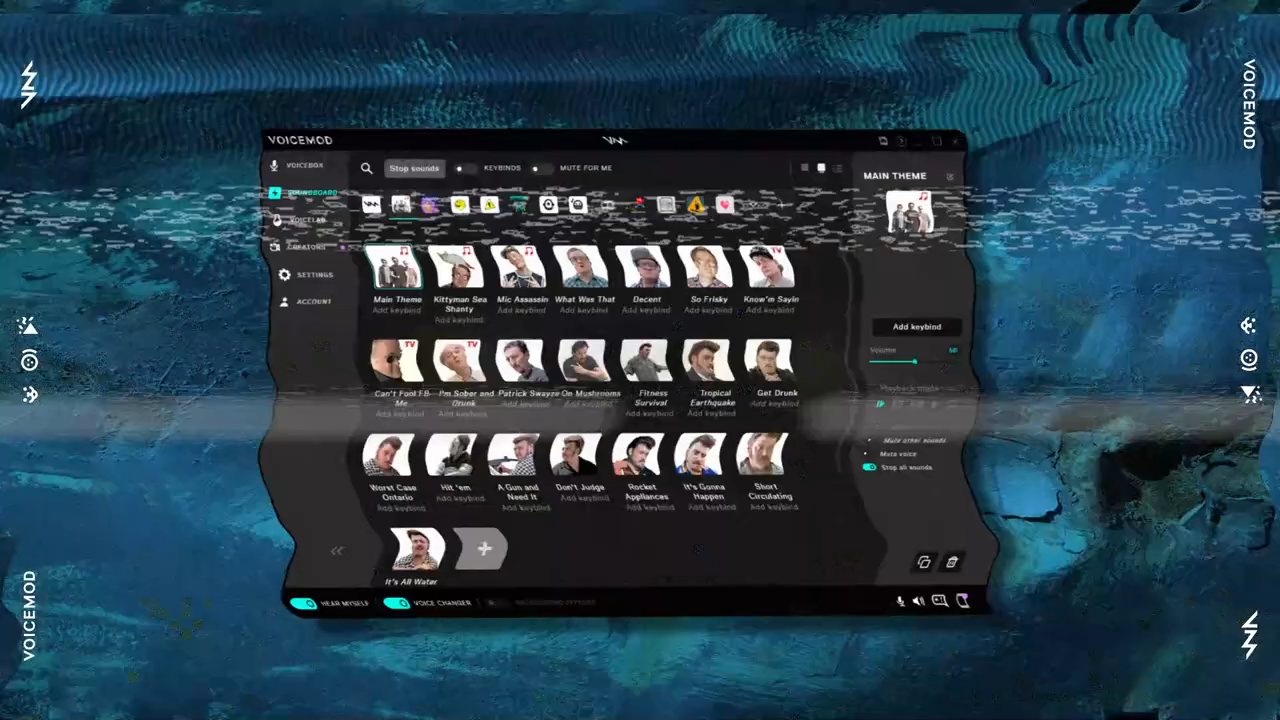 VOICEMOD
VOICEMOD
VOICEBOX
Stop sounds
KEYBINDS
MUTE FOR ME
MAIN THEME
SOUNDBOARD
VOICELAB
CREATORS
SETTINGS
ACCOUNT
Main Theme
Kittyman Sea Shanty
Mic Assassin
What Was That
Decent
So Frisky
Know'm Sayin
Add keybind
Add keybind
Add keybind
Add keybind
Add keybind
Add keybind
Add keybind
Add keybind
Volume
Can't Fool
Me
I'm Sober and
Drunk
Patrick Swayze
On Mushrooms
Fitness
Survival
Tropical
Earthquake
Get Drunk
Add keybind
Add keybind
Add keybind
Add keybind
Add keybind
Add keybind
Add keybind
Playback mode
Mute other sounds
Mute voice
Stop all sounds
Worst Case
Ontario
Hit 'em
A Gun and
Need It
Don't Judge
Rocket
Appliances
It's Gonna
Happen
Short
Circulating
Add keybind
Add keybind
Add keybind
Add keybind
Add keybind
Add keybind
Add keybind
It's All Water
HEAR MYSELF
VOICE CHANGER
VOICEMOD